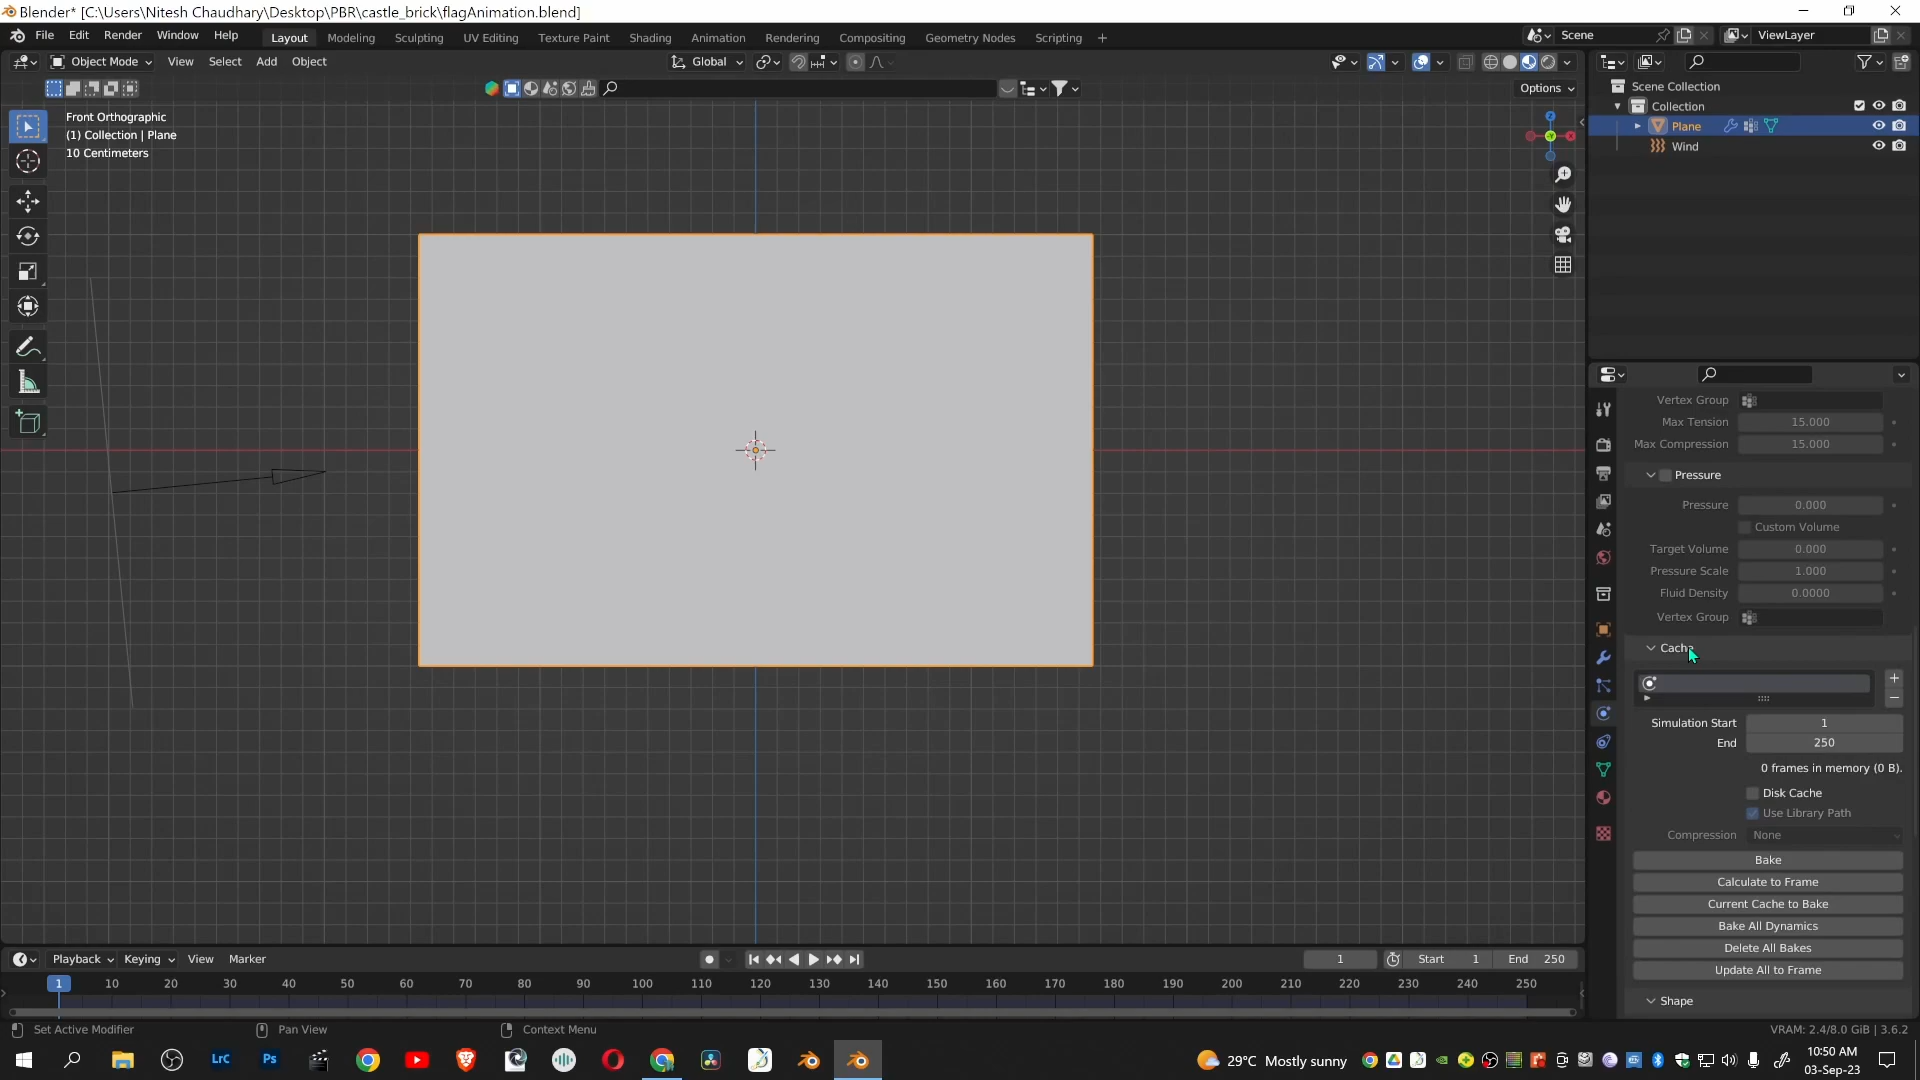 Blender* [C:\Users\Nitesh Chaudhary\Desktop\PBR\castle_brick\flagAnimation.blend]
File Edit Render Window Help Layout Modeling Sculpting UV Editing Texture Paint Shading Animation Rendering Compositing Geometry Nodes Scripting + Scene ViewLayer
Object Mode View Select Add Object Global
Options
Front Orthographic
(1) Collection | Plane
10 Centimeters
Z
X
-Y
Scene Collection
Collection
Plane
Wind
Vertex Group
Max Tension 15.000
Max Compression 15.000
Pressure
Pressure 0.000
Custom Volume
Target Volume 0.000
Pressure Scale 1.000
Fluid Density 0.0000
Vertex Group
Cache
Simulation Start 1
End 250
0 frames in memory (0 B).
Disk Cache
Use Library Path
Compression None
Bake
Calculate to Frame
Current Cache to Bake
Bake All Dynamics
Delete All Bakes
Update All to Frame
Shape
Playback Keying View Marker 1 Start 1 End 250
1 10 20 30 40 50 60 70 80 90 100 110 120 130 140 150 160 170 180 190 200 210 220 230 240 250
Set Active Modifier Pan View Context Menu VRAM: 2.4/8.0 GiB | 3.6.2
LrC Ps 29°C Mostly sunny
10:50 AM
03-Sep-23